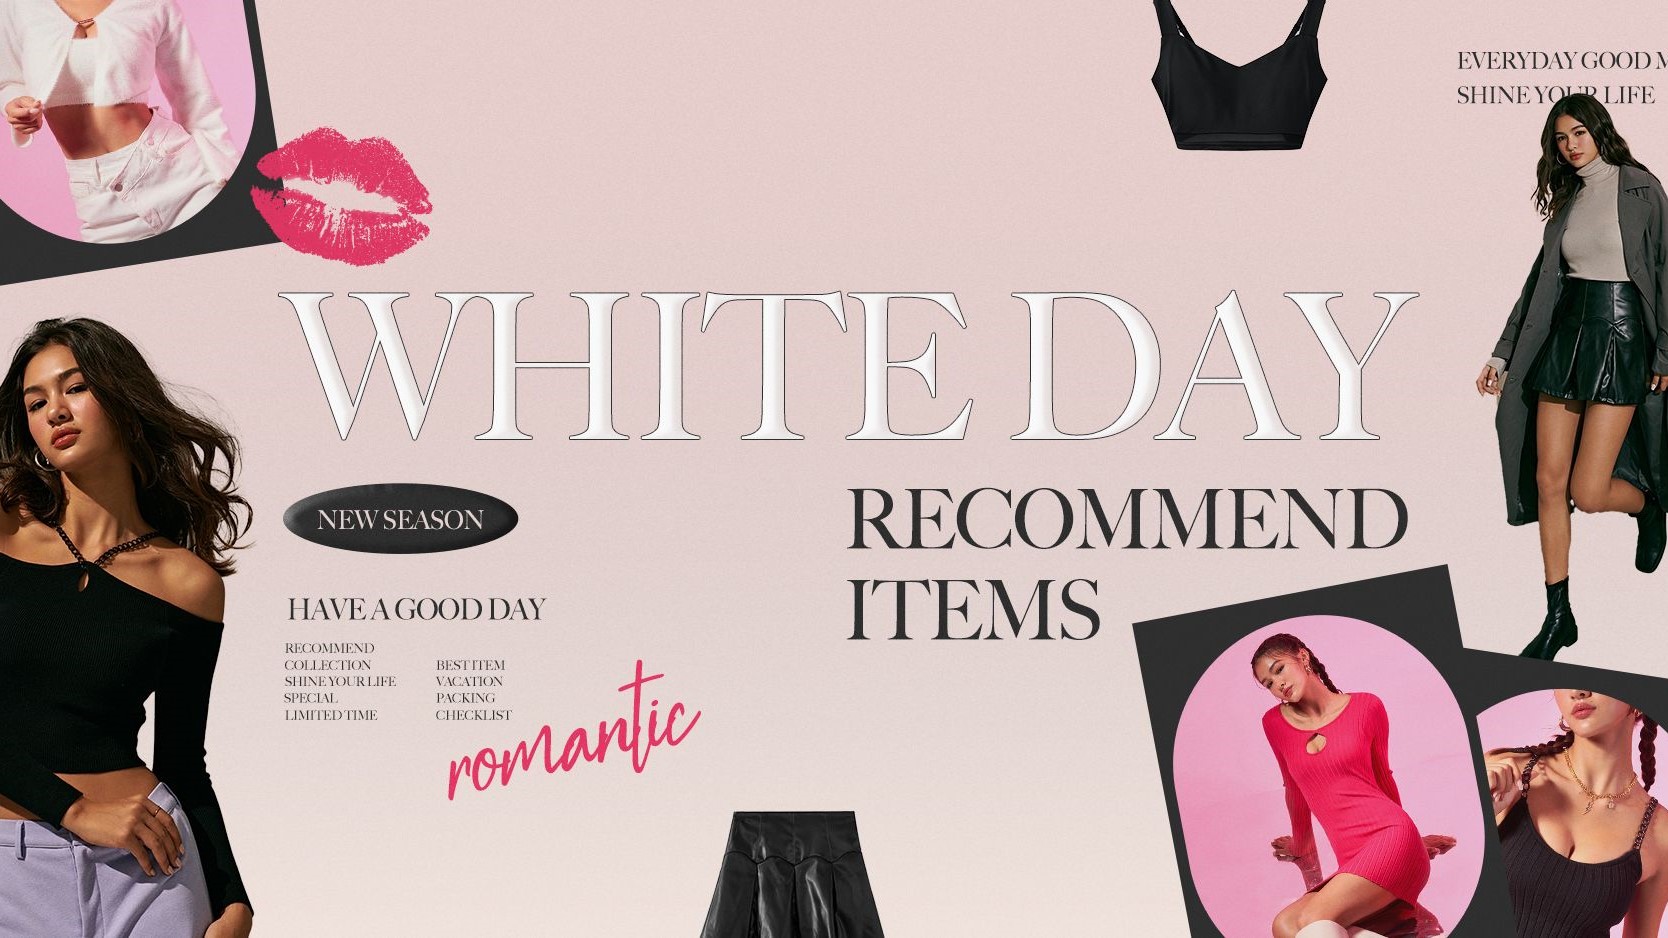 EVERYDAY GOOD
SHINE YOUR LIFE
WHITE DAY
NEW SEASON
RECOMMEND
ITEMS
HAVE A GOOD DAY
RECOMMEND
COLLECTION
SHINE YOUR LIFE
SPECIAL
LIMITED TIME
BEST ITEM
VACATION
PACKING
CHECKLIST
romantic